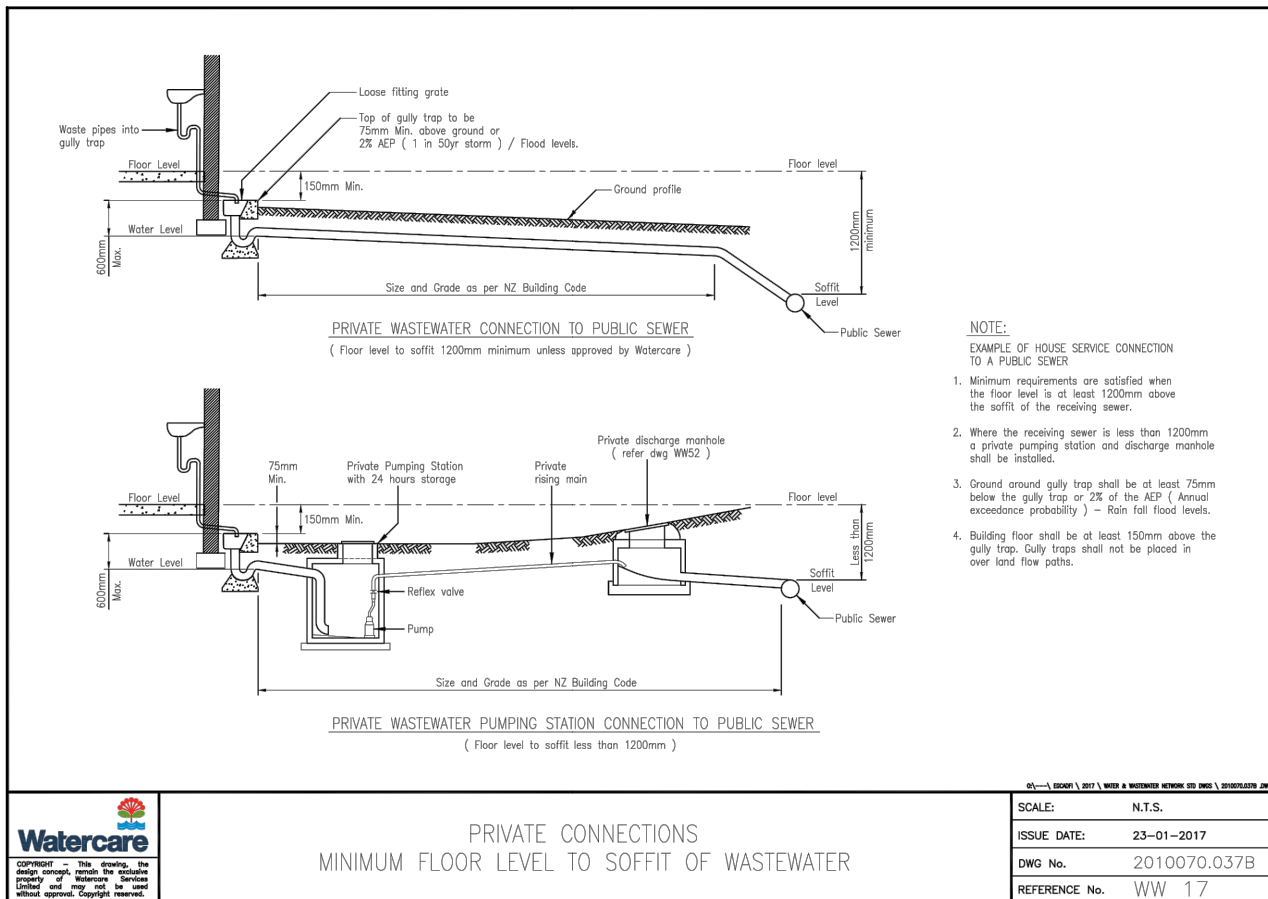 Loose fitting grate
Top of gully trap to be
75mm Min. above ground or
2% AEP ( 1 in 50yr storm ) / Flood levels.
Waste pipes into
gully trap
Floor Level
Floor level
150mm Min.
Ground profile
Water Level
600mm
Max.
1200mm
minimum
Size and Grade as per NZ Building Code
Soffit
Level
Public Sewer
PRIVATE WASTEWATER CONNECTION TO PUBLIC SEWER
( Floor level to soffit 1200mm minimum unless approved by Watercare )
Private discharge manhole
( refer dwg WW52 )
75mm
Min.
Private Pumping Station
with 24 hours storage
Private
rising main
Floor Level
Floor level
150mm Min.
Water Level
600mm
Max.
Less than
1200mm
Soffit
Level
Reflex valve
Public Sewer
Pump
Size and Grade as per NZ Building Code
PRIVATE WASTEWATER PUMPING STATION CONNECTION TO PUBLIC SEWER
( Floor level to soffit less than 1200mm )
NOTE:
EXAMPLE OF HOUSE SERVICE CONNECTION
TO A PUBLIC SEWER
1. Minimum requirements are satisfied when
the floor level is at least 1200mm above
the soffit of the receiving sewer.
2. Where the receiving sewer is less than 1200mm
a private pumping station and discharge manhole
shall be installed.
3. Ground around gully trap shall be at least 75mm
below the gully trap or 2% of the AEP ( Annual
exceedance probability ) – Rain fall flood levels.
4. Building floor shall be at least 150mm above the
gully trap. Gully traps shall not be placed in
over land flow paths.
\ 2017 \ WATER & WASTEWATER NETWORK STD DWGS \ 2010070.037B
Watercare
COPYRIGHT – This drawing, the
design concept, remain the exclusive
property of Watercare Services
Limited and may not be used
without approval. Copyright reserved.
PRIVATE CONNECTIONS
MINIMUM FLOOR LEVEL TO SOFFIT OF WASTEWATER
SCALE: N.T.S.
ISSUE DATE: 23-01-2017
DWG No. 2010070.037B
REFERENCE No. WW 17